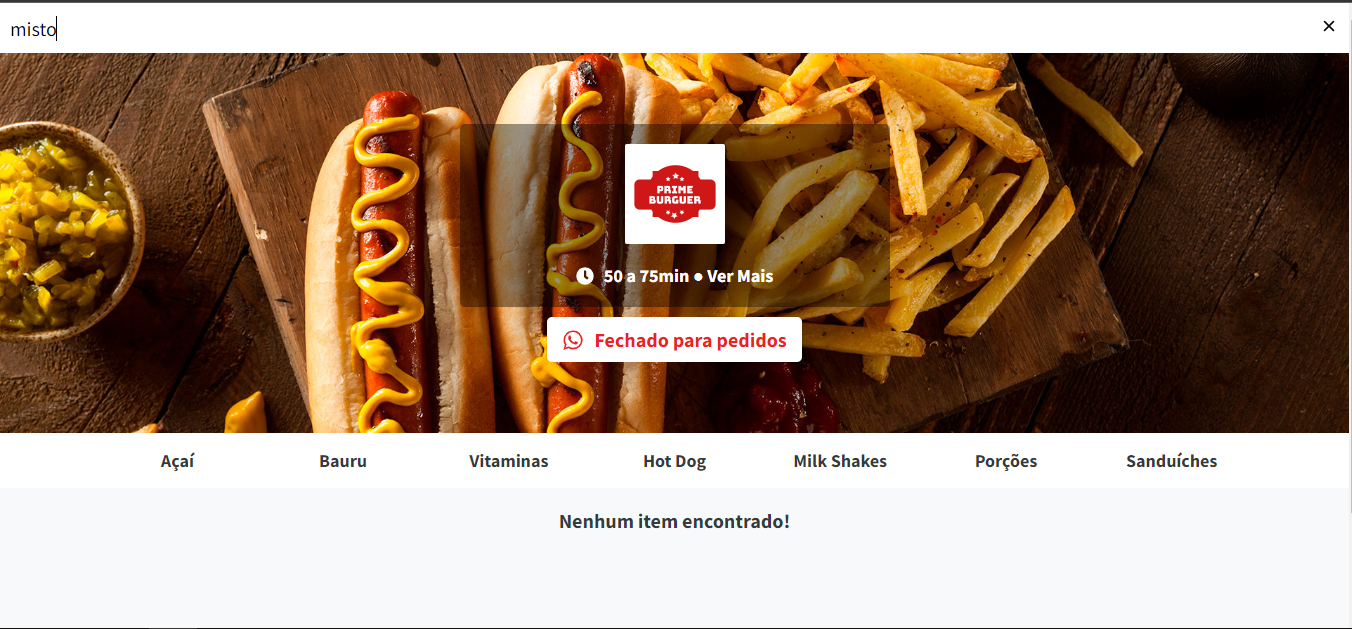 misto
PRIME
BURGUER
50 a 75min ● Ver Mais
Fechado para pedidos
Açaí Bauru Vitaminas Hot Dog Milk Shakes Porções Sanduíches
Nenhum item encontrado!